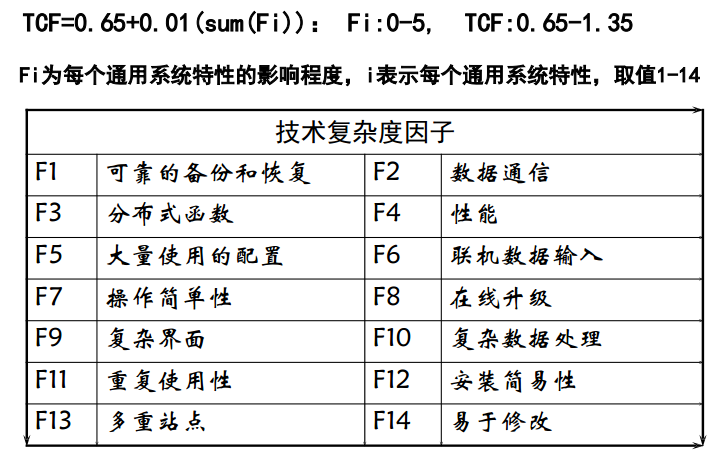 TCF=0.65+0.01(sum(Fi)): Fi:0-5, TCF:0.65-1.35
Fi为每个通用系统特性的影响程度,i表示每个通用系统特性,取值1-14
技术复杂度因子
F1 可靠的备份和恢复 F2 数据通信
F3 分布式函数 F4 性能
F5 大量使用的配置 F6 联机数据输入
F7 操作简单性 F8 在线升级
F9 复杂界面 F10 复杂数据处理
F11 重复使用性 F12 安装简易性
F13 多重站点 F14 易于修改